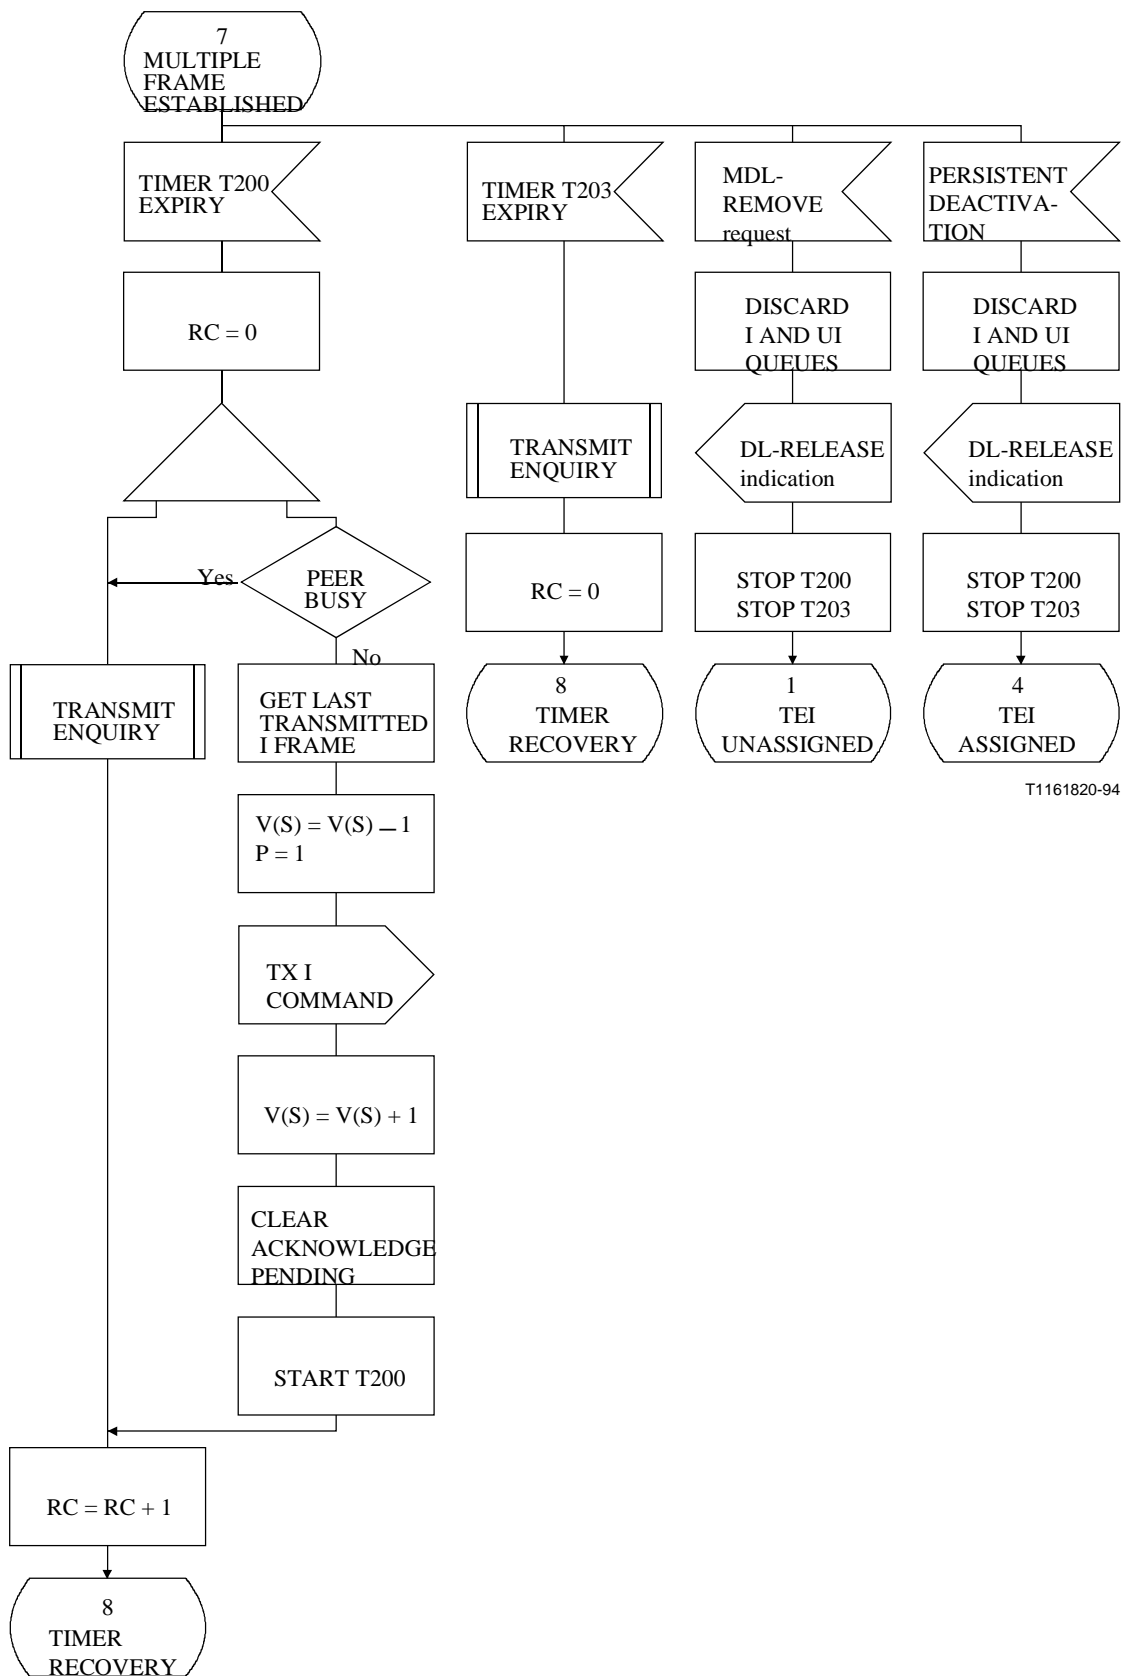 7
MULTIPLE
FRAME
ESTABLISHED
TIMER T200
EXPIRY
RC = 0
Yes
PEER
BUSY
No
TRANSMIT
ENQUIRY
GET LAST
TRANSMITTED
I FRAME
V(S) = V(S) – 1
P = 1
TX I
COMMAND
V(S) = V(S) + 1
CLEAR
ACKNOWLEDGE
PENDING
START T200
RC = RC + 1
8
TIMER
RECOVERY
TIMER T203
EXPIRY
TRANSMIT
ENQUIRY
RC = 0
8
TIMER
RECOVERY
MDL-
REMOVE
request
DISCARD
I AND UI
QUEUES
DL-RELEASE
indication
STOP T200
STOP T203
1
TEI
UNASSIGNED
PERSISTENT
DEACTIVA-
TION
DISCARD
I AND UI
QUEUES
DL-RELEASE
indication
STOP T200
STOP T203
4
TEI
ASSIGNED
T1161820-94